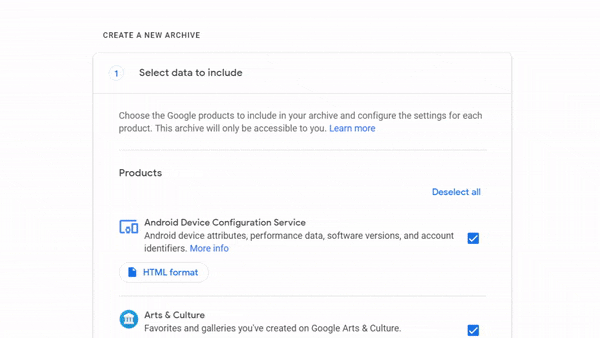 CREATE A NEW ARCHIVE
1 Select data to include
Choose the Google products to include in your archive and configure the settings for each
product. This archive will only be accessible to you. Learn more
Products
Deselect all
Android Device Configuration Service
Android device attributes, performance data, software versions, and account
identifiers. More info
HTML format
Arts & Culture
Favorites and galleries you've created on Google Arts & Culture.